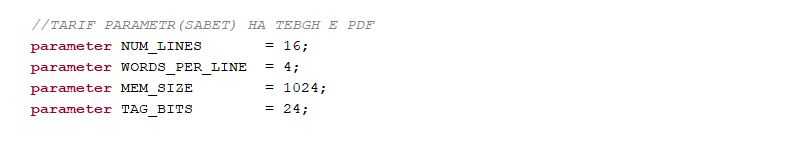 //TARIF PARAMETR(SABET) HA TEBGH E PDF
parameter NUM_LINES       = 16;
parameter WORDS_PER_LINE  = 4;
parameter MEM_SIZE        = 1024;
parameter TAG_BITS        = 24;